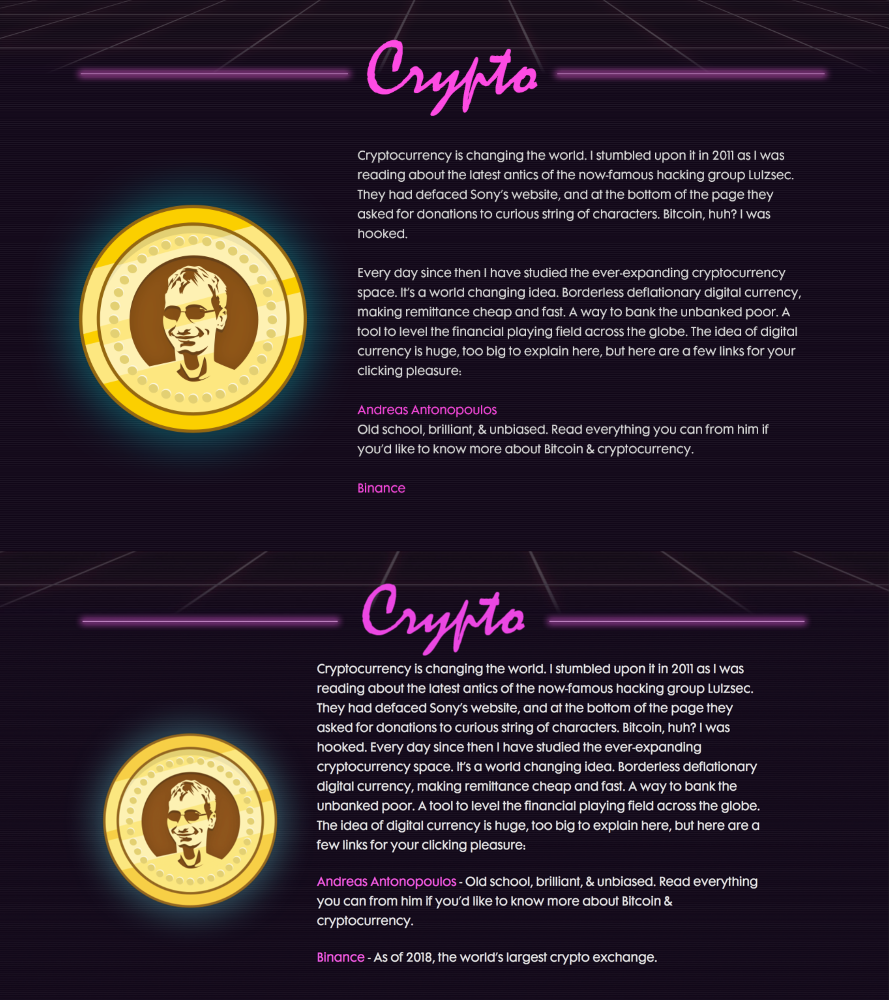 Crypto
Cryptocurrency is changing the world. I stumbled upon it in 2011 as I was
reading about the latest antics of the now-famous hacking group Lulzsec.
They had defaced Sony's website, and at the bottom of the page they
asked for donations to curious string of characters. Bitcoin, huh? I was
hooked.
Every day since then I have studied the ever-expanding cryptocurrency
space. It's a world changing idea. Borderless deflationary digital currency,
making remittance cheap and fast. A way to bank the unbanked poor. A
tool to level the financial playing field across the globe. The idea of digital
currency is huge, too big to explain here, but here are a few links for your
clicking pleasure:
Andreas Antonopoulos
Old school, brilliant, & unbiased. Read everything you can from him if
you'd like to know more about Bitcoin & cryptocurrency.
Binance
Crypto
Cryptocurrency is changing the world. I stumbled upon it in 2011 as I was
reading about the latest antics of the now-famous hacking group Lulzsec.
They had defaced Sony's website, and at the bottom of the page they
asked for donations to curious string of characters. Bitcoin, huh? I was
hooked. Every day since then I have studied the ever-expanding
cryptocurrency space. It's a world changing idea. Borderless deflationary
digital currency, making remittance cheap and fast. A way to bank the
unbanked poor. A tool to level the financial playing field across the globe.
The idea of digital currency is huge, too big to explain here, but here are a
few links for your clicking pleasure:
Andreas Antonopoulos - Old school, brilliant, & unbiased. Read everything
you can from him if you'd like to know more about Bitcoin &
cryptocurrency.
Binance - As of 2018, the world's largest crypto exchange.